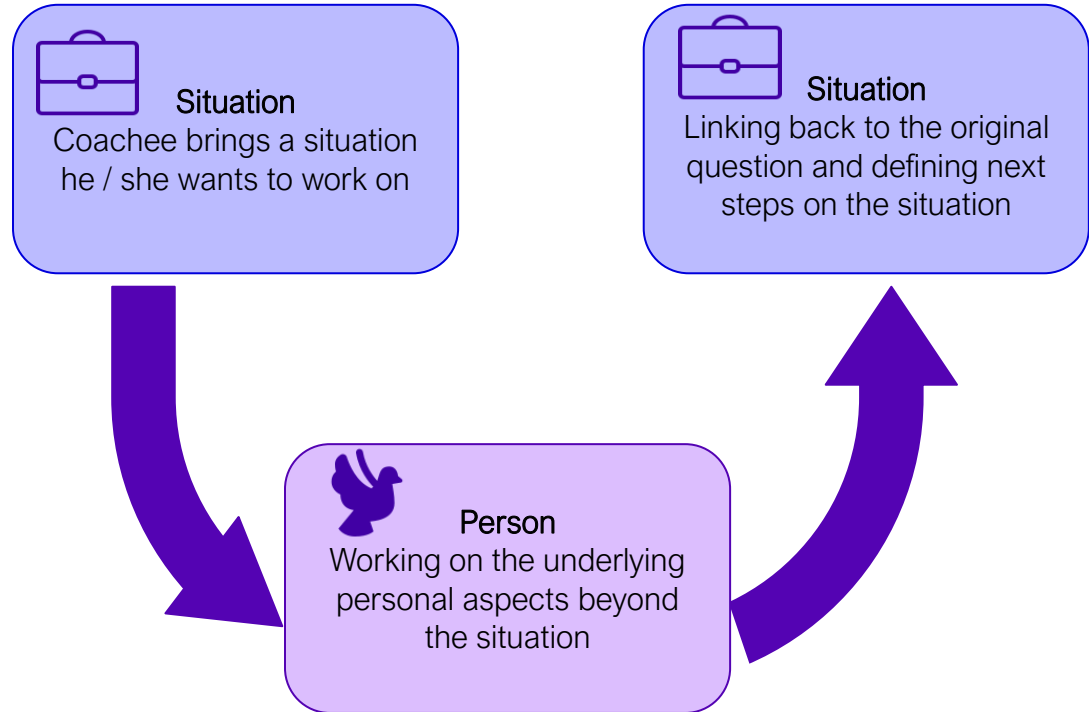 Situation
Coachee brings a situation
he / she wants to work on
Situation
Linking back to the original
question and defining next
steps on the situation
Person
Working on the underlying
personal aspects beyond
the situation